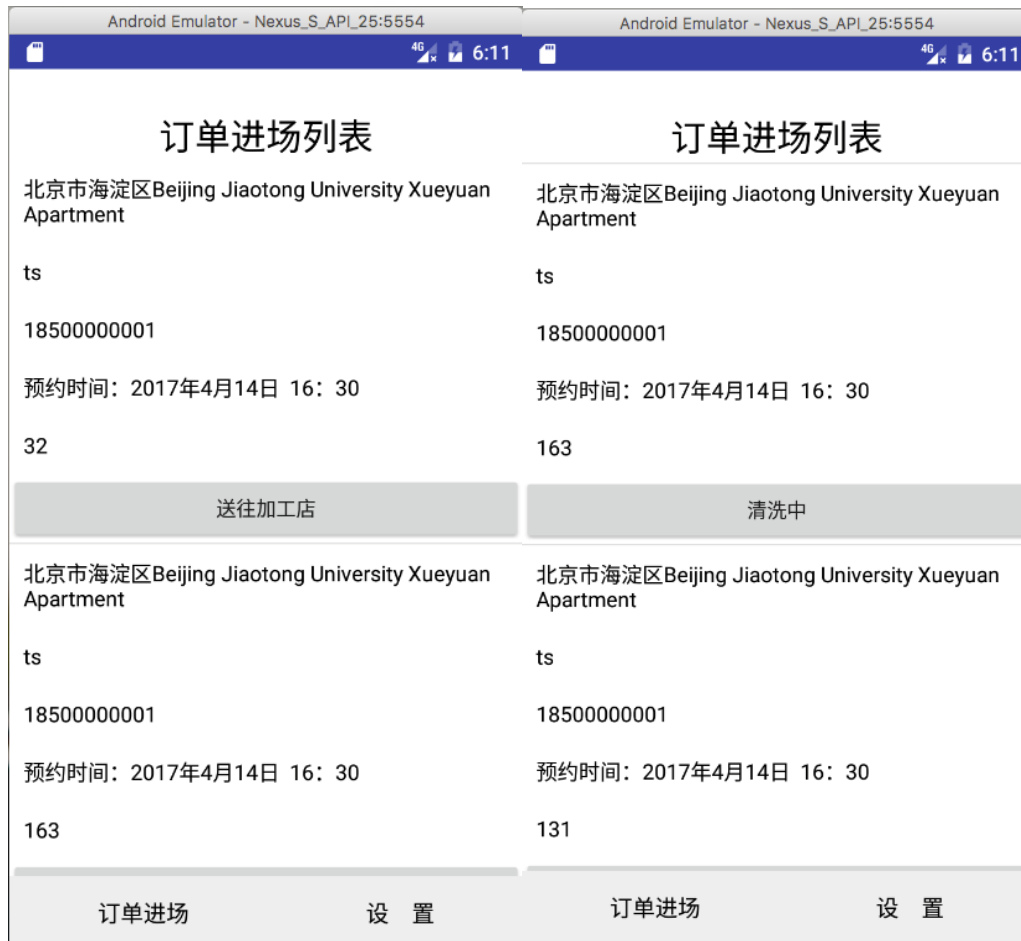 Android Emulator - Nexus_S_API_25:5554
4G 6:11
订单进场列表
北京市海淀区Beijing Jiaotong University Xueyuan
Apartment
ts
18500000001
预约时间：2017年4月14日 16：30
32
送往加工店
北京市海淀区Beijing Jiaotong University Xueyuan
Apartment
ts
18500000001
预约时间：2017年4月14日 16：30
163
订单进场 设 置
Android Emulator - Nexus_S_API_25:5554
4G 6:11
订单进场列表
北京市海淀区Beijing Jiaotong University Xueyuan
Apartment
ts
18500000001
预约时间：2017年4月14日 16：30
163
清洗中
北京市海淀区Beijing Jiaotong University Xueyuan
Apartment
ts
18500000001
预约时间：2017年4月14日 16：30
131
订单进场 设 置